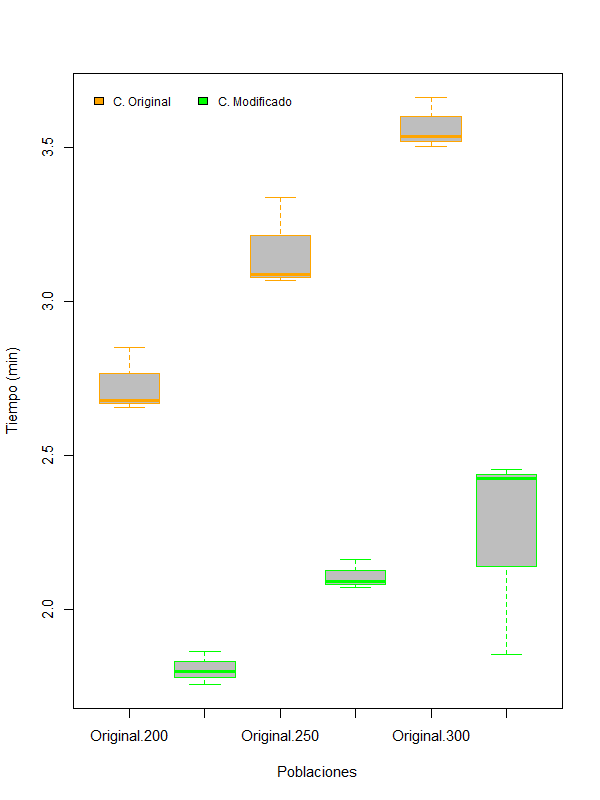 C. Original
C. Modificado
3.5
3.0
2.5
2.0
Tiempo (min)
Original.200
Original.250
Original.300
Poblaciones